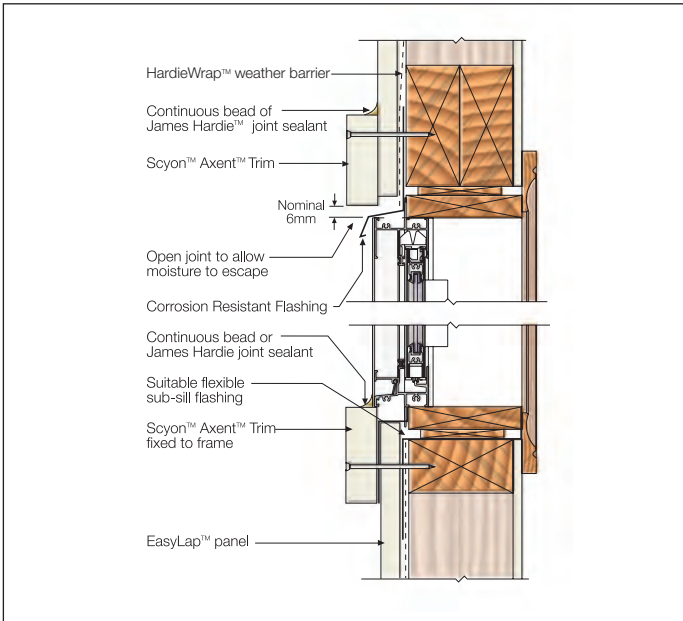 HardieWrap™ weather barrier
Continuous bead of
James Hardie™ joint sealant
Scyon™ Axent™ Trim
Nominal
6mm
Open joint to allow
moisture to escape
Corrosion Resistant Flashing
Continuous bead or
James Hardie joint sealant
Suitable flexible
sub-sill flashing
Scyon™ Axent™ Trim
fixed to frame
EasyLap™ panel